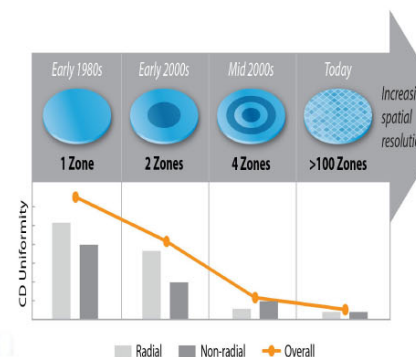 Early 1980s
Early 2000s
Mid 2000s
Today
Increasi
spatial
resolutio
1 Zone
2 Zones
4 Zones
>100 Zones
CD Uniformity
Radial
Non-radial
Overall